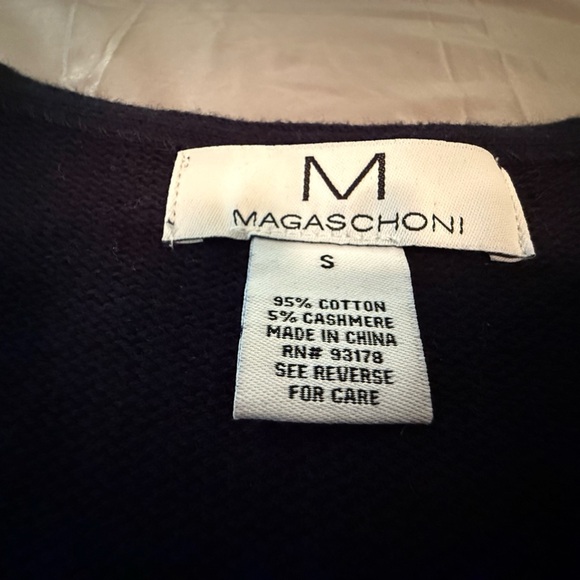 M
MAGASCHONI
S
95% COTTON
5% CASHMERE
MADE IN CHINA
RN# 93178
SEE REVERSE
FOR CARE